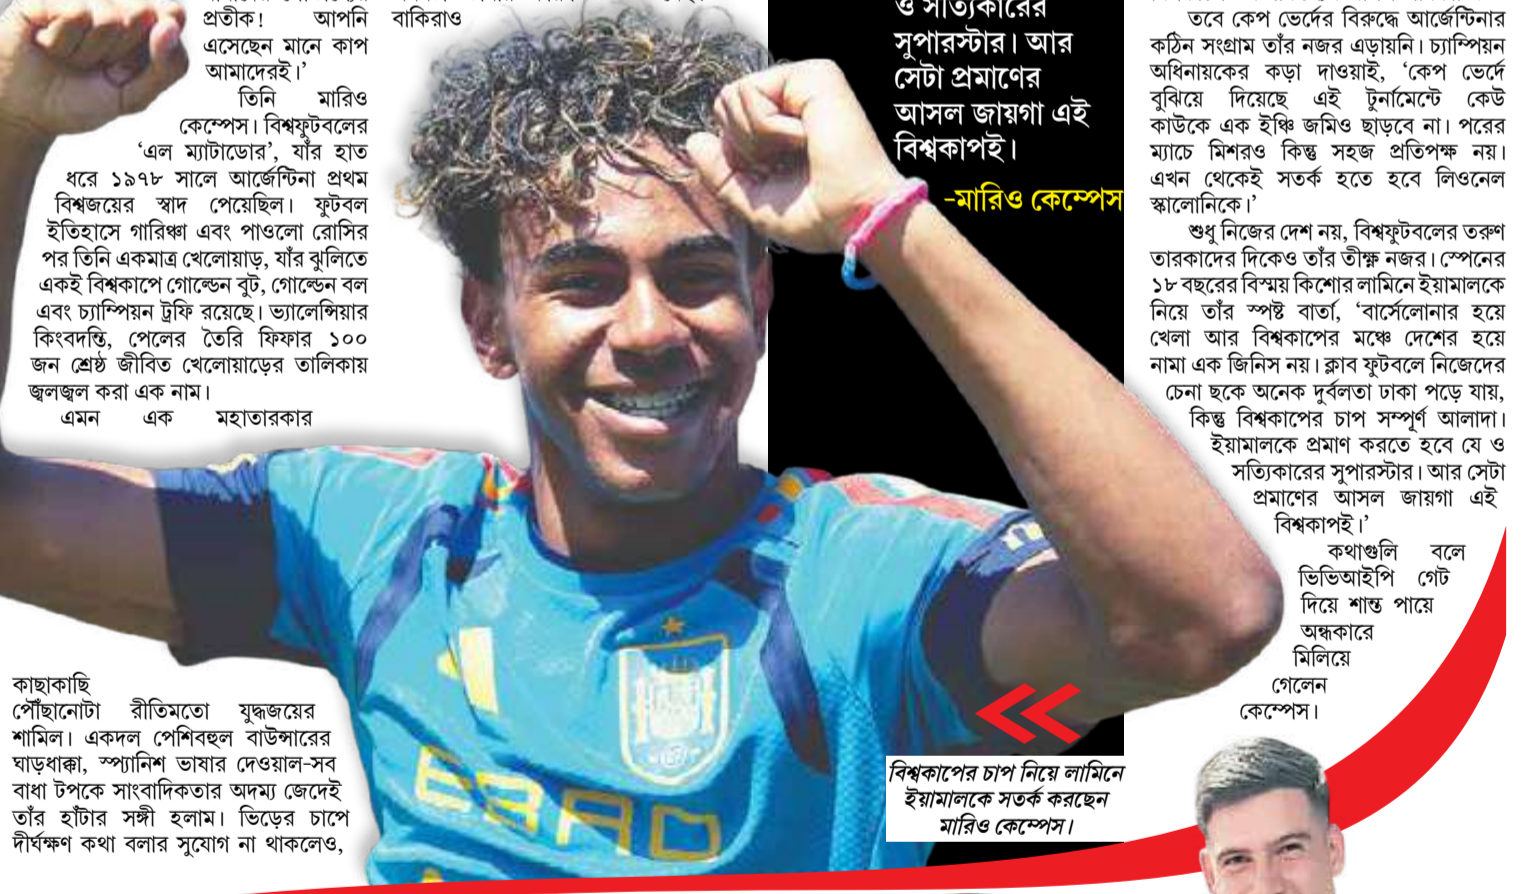 প্রতীক! আপনি
এসেছেন মানে কাপ
আমাদেরই।’
তিনি মারিও
কেম্পেস। বিশ্বফুটবলের
‘এল ম্যাটাডোর’, যাঁর হাত
ধরে ১৯৭৮ সালে আর্জেন্টিনা প্রথম
বিশ্বজয়ের স্বাদ পেয়েছিল। ফুটবল
ইতিহাসে গারিঞ্চা এবং পাওলো রোসির
পর তিনি একমাত্র খেলোয়াড়, যাঁর ঝুলিতে
একই বিশ্বকাপে গোল্ডেন বুট, গোল্ডেন বল
এবং চ্যাম্পিয়ন ট্রফি রয়েছে। ভ্যালেন্সিয়ার
কিংবদন্তি, পেলের তৈরি ফিফার ১০০
জন শ্রেষ্ঠ জীবিত খেলোয়াড়ের তালিকায়
জ্বলজ্বল করা এক নাম।
এমন এক মহাতারকার
কাছাকাছি
পৌঁছানোটা রীতিমতো যুদ্ধজয়ের
শামিল। একদল পেশিবহুল বাউন্সারের
ঘাড়ধাক্কা, স্প্যানিশ ভাষার দেওয়াল-সব
বাধা টপকে সাংবাদিকতার অদম্য জেদেই
তাঁর হাঁটার সঙ্গী হলাম। ভিড়ের চাপে
দীর্ঘক্ষণ কথা বলার সুযোগ না থাকলেও,
বাকিরাও
ও সত্যিকারের
সুপারস্টার। আর
সেটা প্রমাণের
আসল জায়গা এই
বিশ্বকাপই।
-মারিও কেম্পেস
বিশ্বকাপের চাপ নিয়ে লামিনে
ইয়ামালকে সতর্ক করছেন
মারিও কেম্পেস।
তবে কেপ ভের্দের বিরুদ্ধে আর্জেন্টিনার
কঠিন সংগ্রাম তাঁর নজর এড়ায়নি। চ্যাম্পিয়ন
অধিনায়কের কড়া দাওয়াই, ‘কেপ ভের্দে
বুঝিয়ে দিয়েছে এই টুর্নামেন্টে কেউ
কাউকে এক ইঞ্চি জমিও ছাড়বে না। পরের
ম্যাচে মিশরও কিন্তু সহজ প্রতিপক্ষ নয়।
এখন থেকেই সতর্ক হতে হবে লিওনেল
স্কালোনিকে।’
শুধু নিজের দেশ নয়, বিশ্বফুটবলের তরুণ
তারকাদের দিকেও তাঁর তীক্ষ্ণ নজর। স্পেনের
১৮ বছরের বিস্ময় কিশোর লামিনে ইয়ামালকে
নিয়ে তাঁর স্পষ্ট বার্তা, ‘বার্সেলোনার হয়ে
খেলা আর বিশ্বকাপের মঞ্চে দেশের হয়ে
নামা এক জিনিস নয়। ক্লাব ফুটবলে নিজেদের
চেনা ছকে অনেক দুর্বলতা ঢাকা পড়ে যায়,
কিন্তু বিশ্বকাপের চাপ সম্পূর্ণ আলাদা।
ইয়ামালকে প্রমাণ করতে হবে যে ও
সত্যিকারের সুপারস্টার। আর সেটা
প্রমাণের আসল জায়গা এই
বিশ্বকাপই।’
কথাগুলি বলে
ভিভিআইপি গেট
দিয়ে শান্ত পায়ে
অন্ধকারে
মিলিয়ে
গেলেন
কেম্পেস।